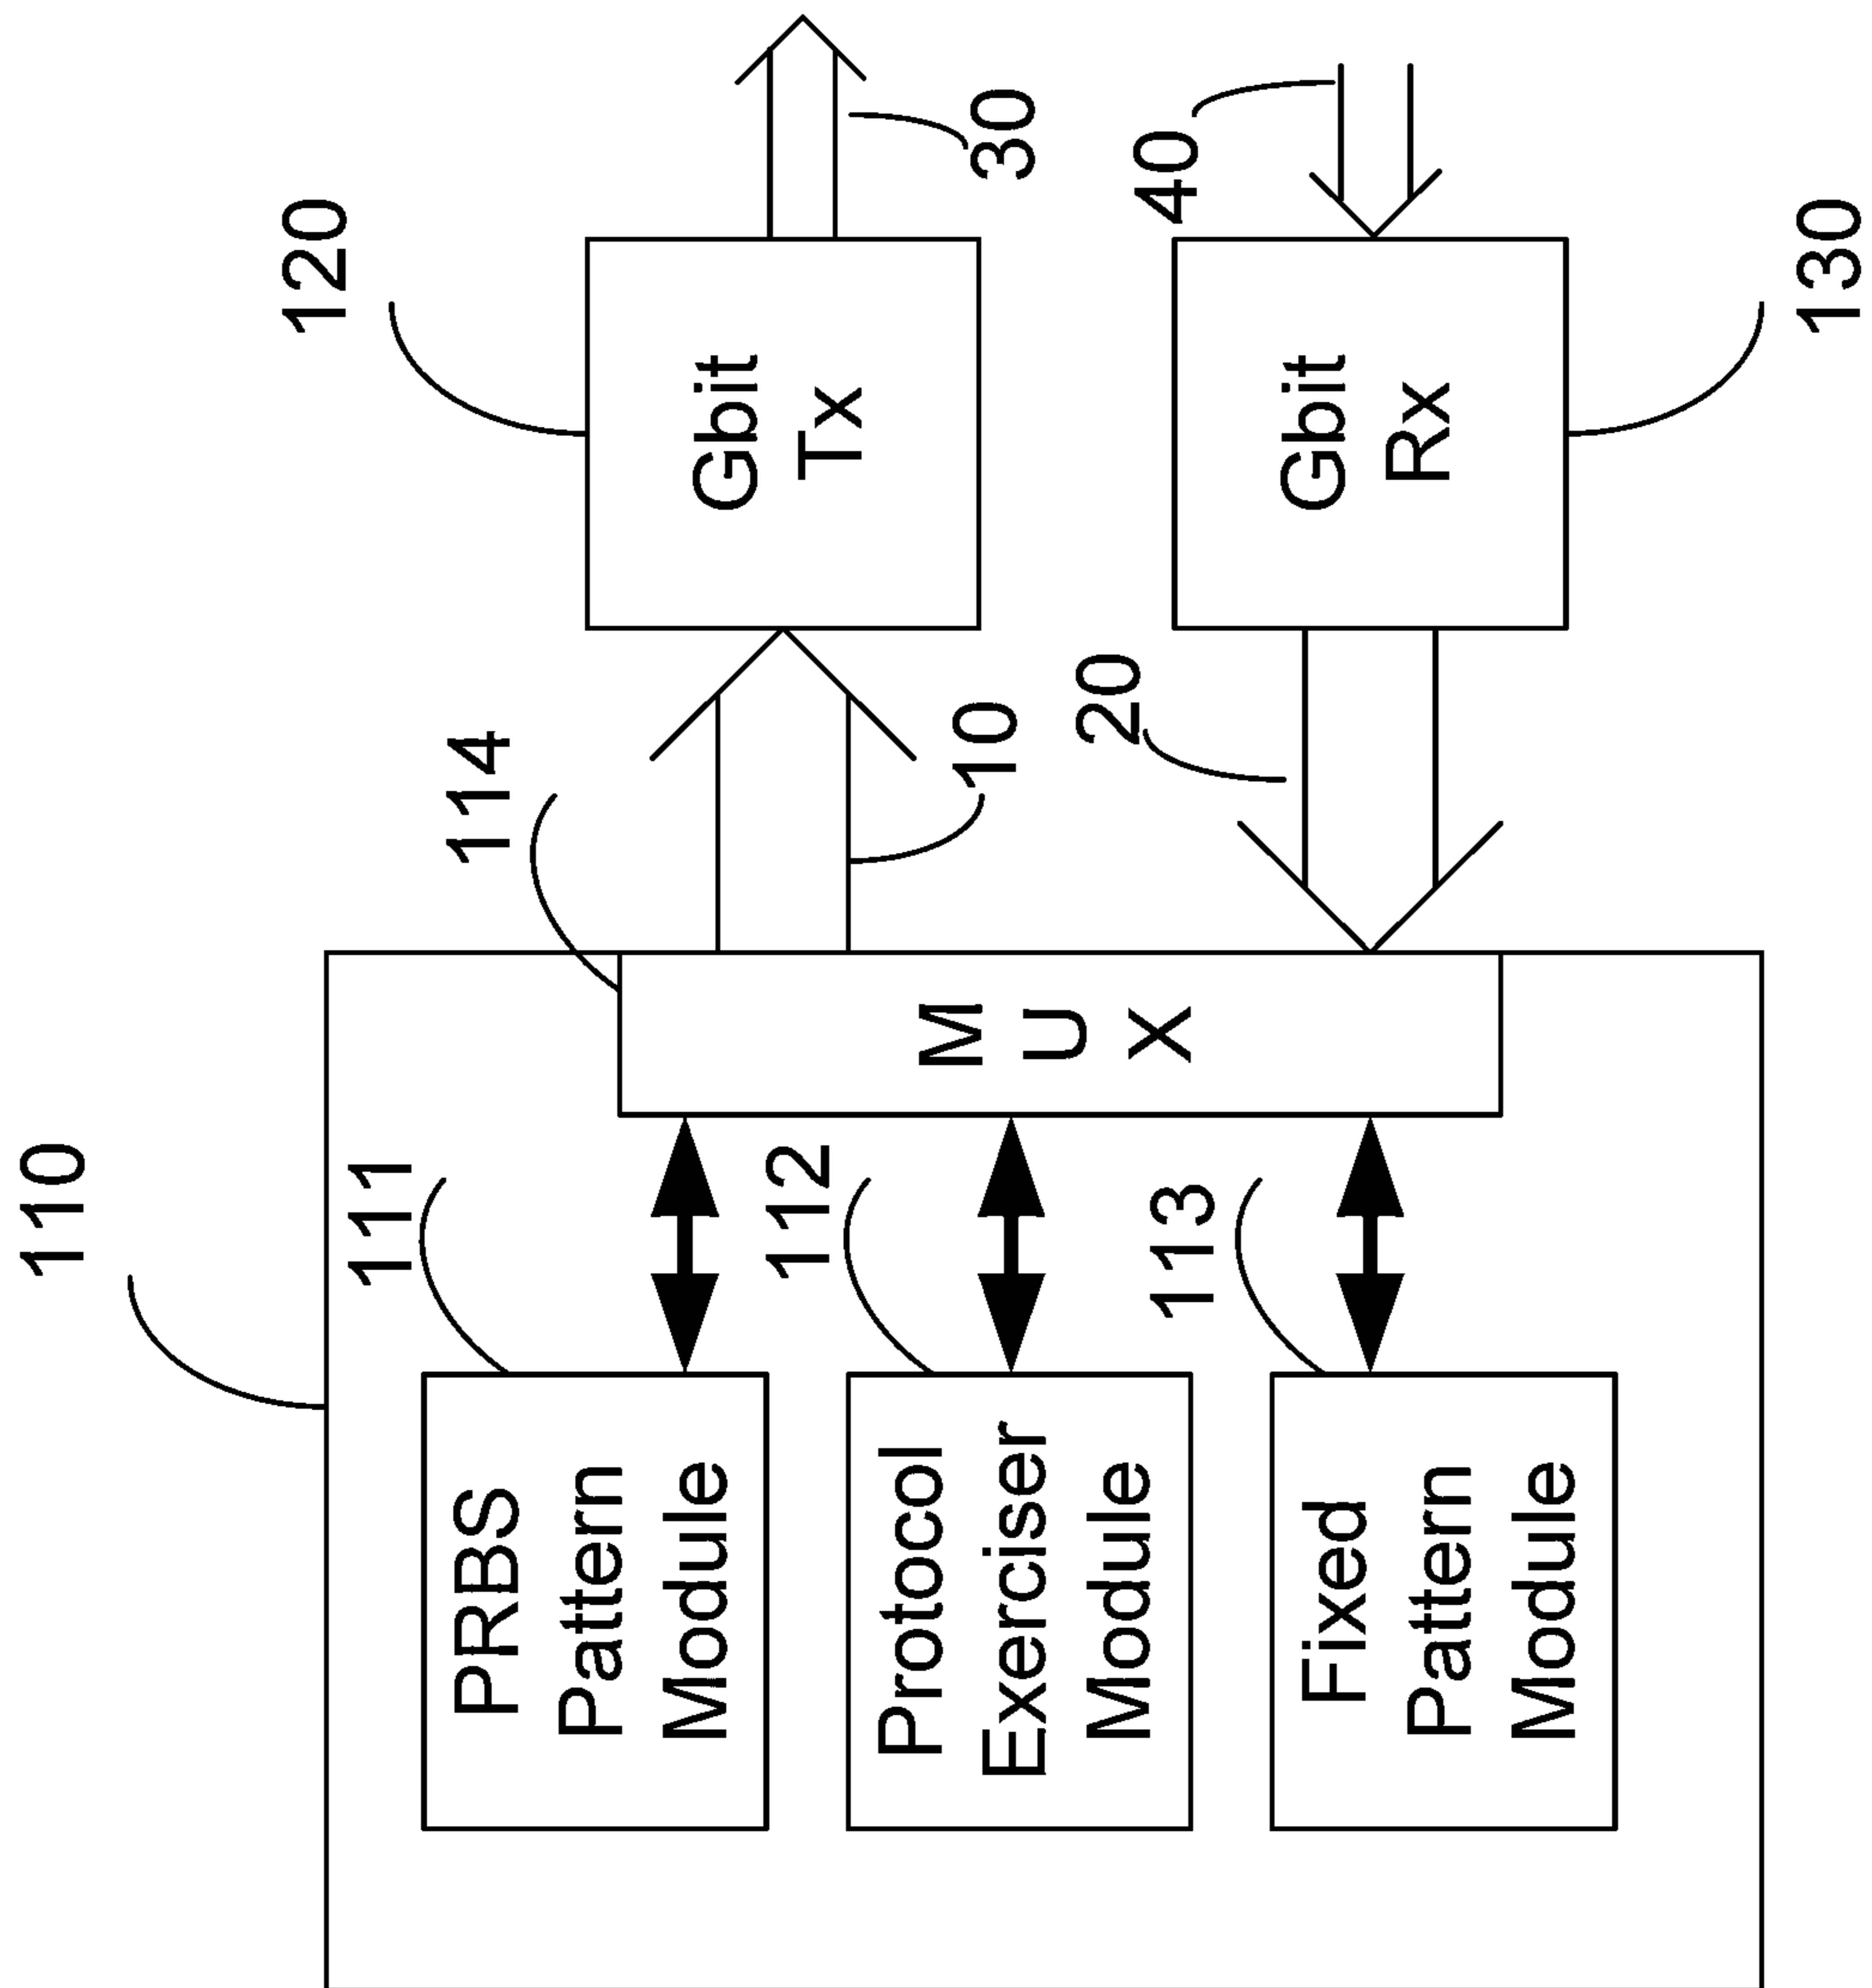 110
111
PRBS
Pattern
Module
112
Protocol
Exerciser
Module
113
Fixed
Pattern
Module
114
M
U
X
10
20
120
Gbit
Tx
30
40
Gbit
Rx
130